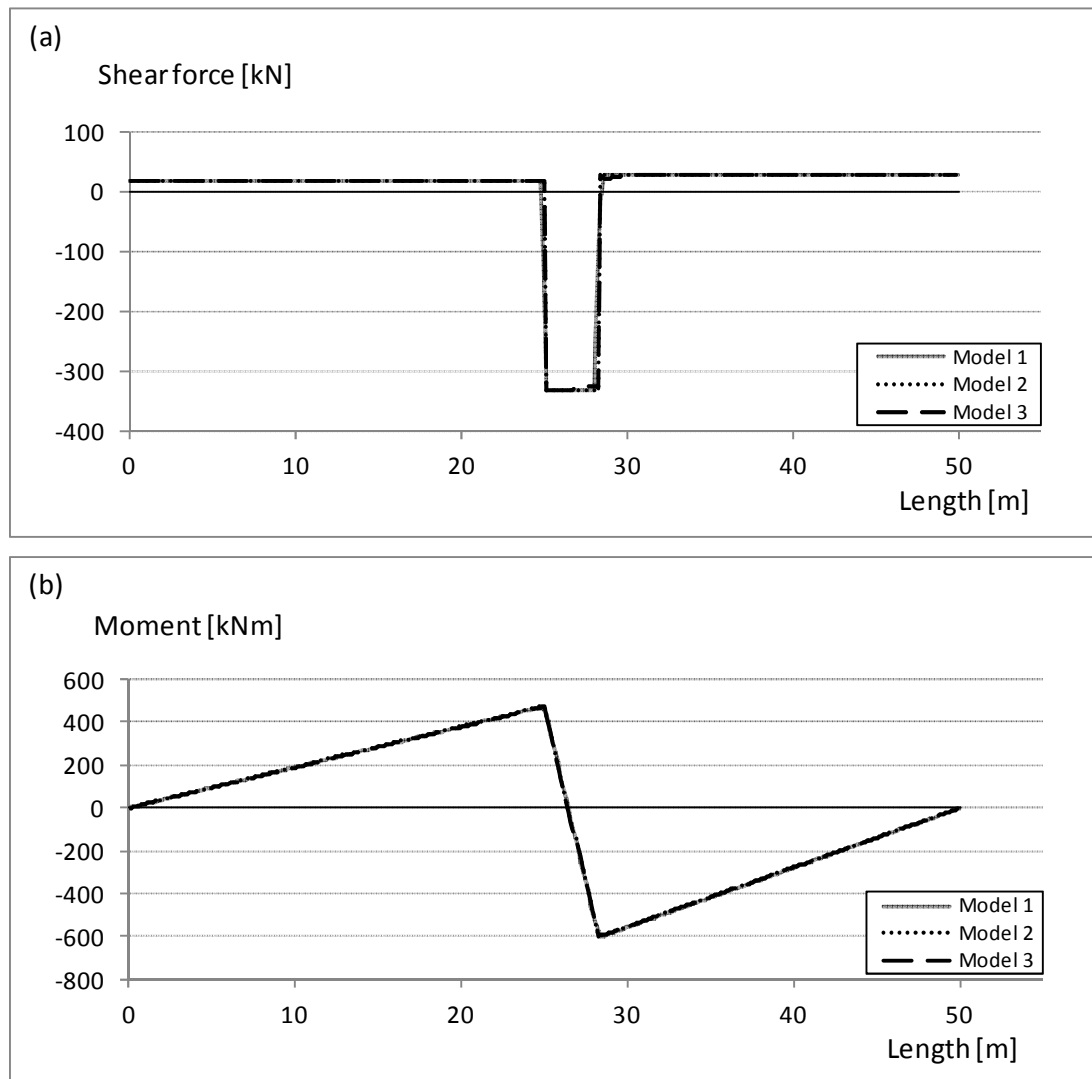 (a)
Shear force [kN]
100
0
-100
-200
-300
-400
0 10 20 30 40 50
Length [m]
Model 1
Model 2
Model 3
(b)
Moment [kNm]
600
400
200
0
-200
-400
-600
-800
0 10 20 30 40 50
Length [m]
Model 1
Model 2
Model 3